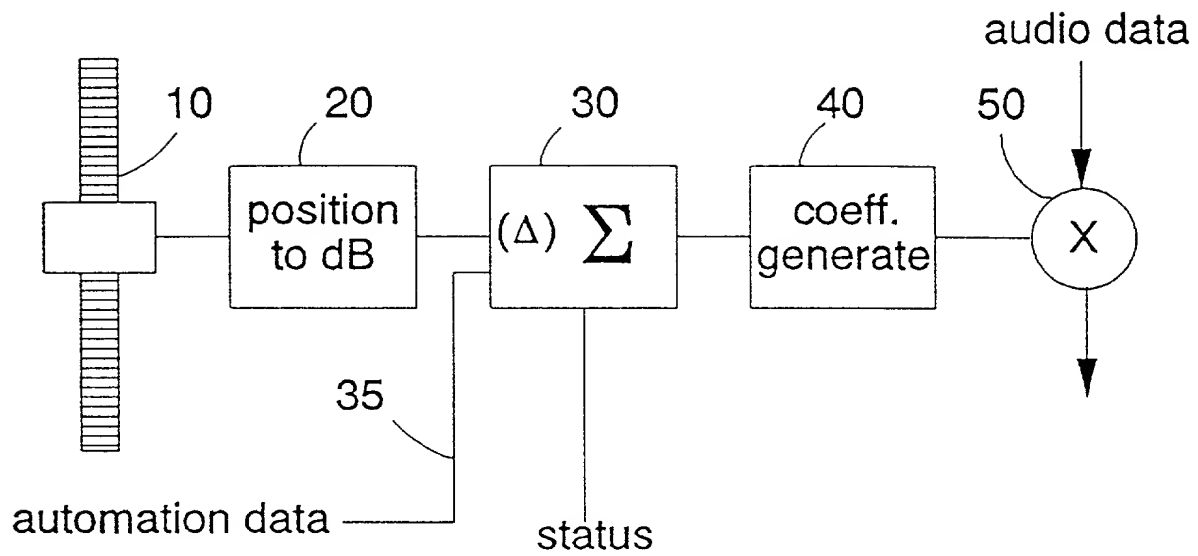 audio data
10
20
30
40
50
position
to dB
(Δ) Σ
coeff.
generate
X
35
automation data
status